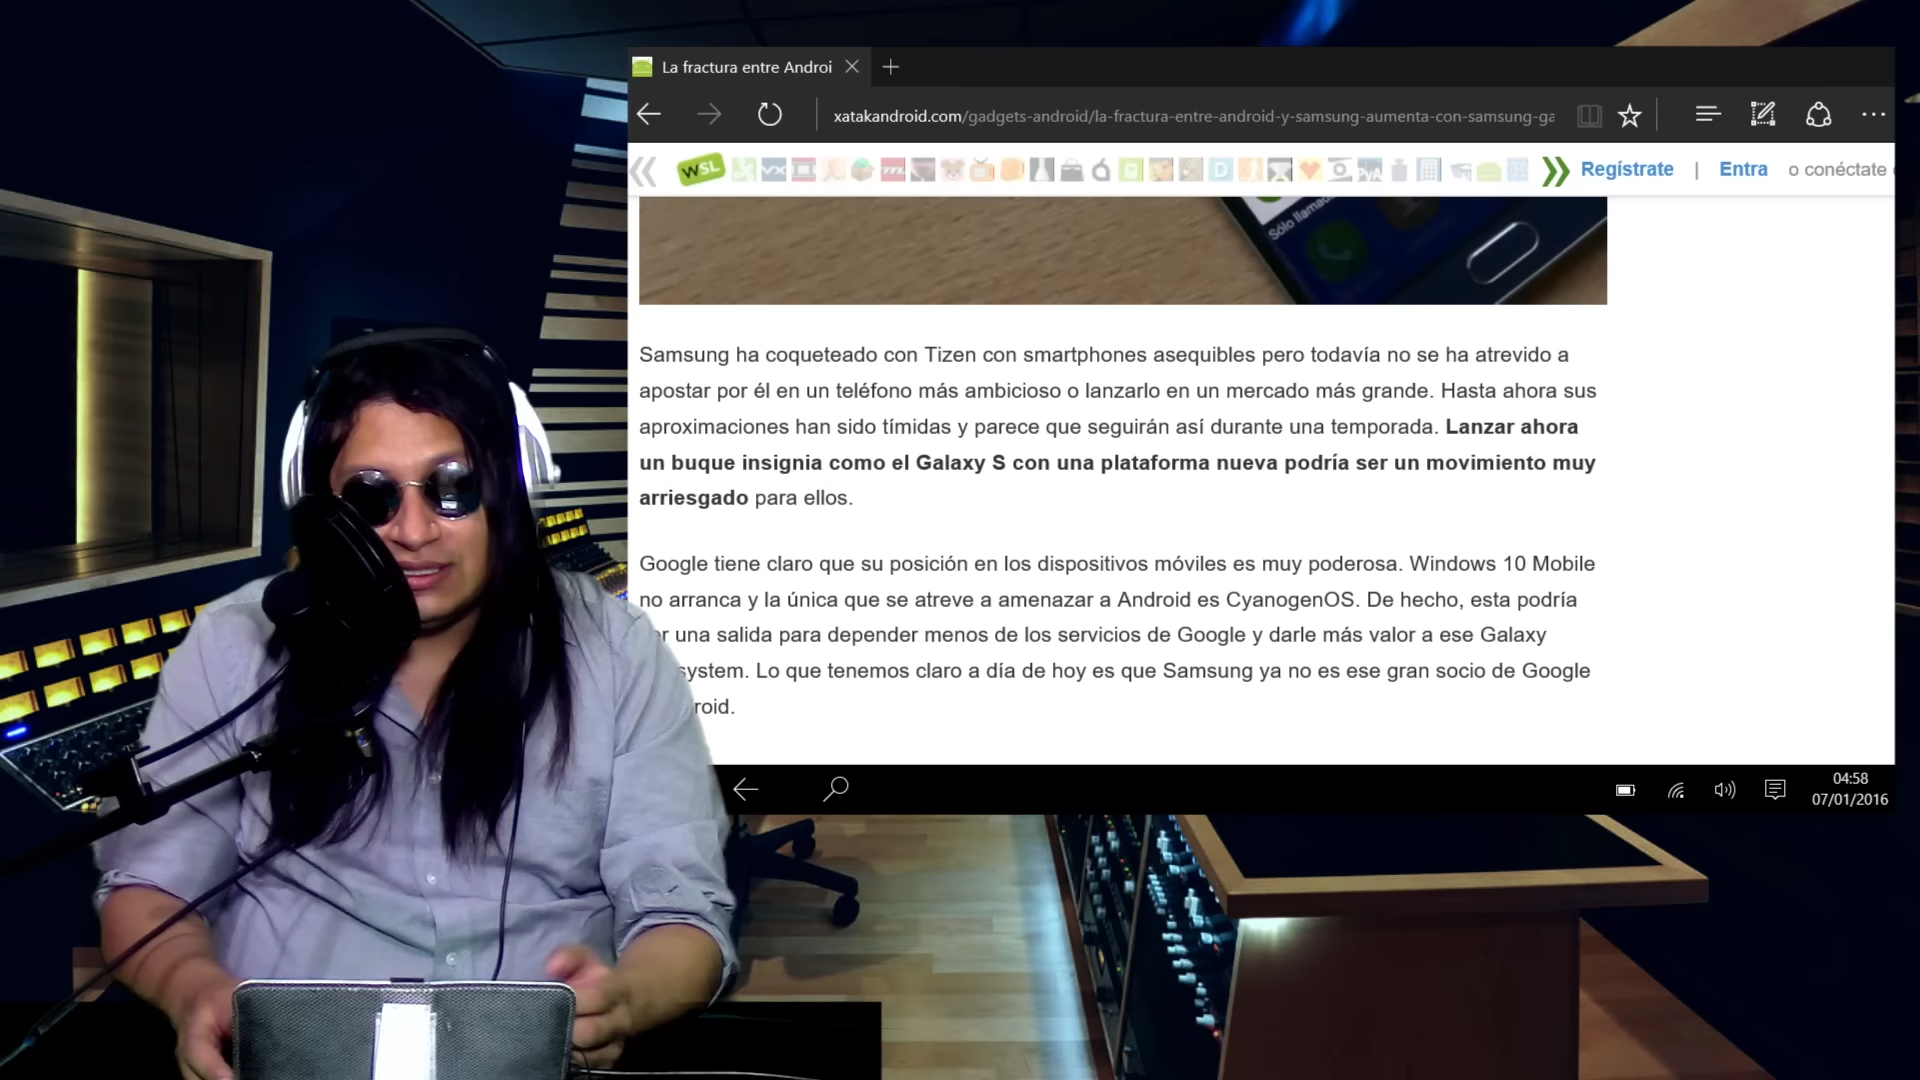 La fractura entre Androi
xatakandroid.com/gadgets-android/la-fractura-entre-android-y-samsung-aumenta-con-samsung-ga
WSL
Regístrate | Entra o conéctate
Sólo
Samsung ha coqueteado con Tizen con smartphones asequibles pero todavía no se ha atrevido a
apostar por él en un teléfono más ambicioso o lanzarlo en un mercado más grande. Hasta ahora sus
aproximaciones han sido tímidas y parece que seguirán así durante una temporada. Lanzar ahora
un buque insignia como el Galaxy S con una plataforma nueva podría ser un movimiento muy
arriesgado para ellos.
Google tiene claro que su posición en los dispositivos móviles es muy poderosa. Windows 10 Mobile
no arranca y la única que se atreve a amenazar a Android es CyanogenOS. De hecho, esta podría
una salida para depender menos de los servicios de Google y darle más valor a ese Galaxy
system. Lo que tenemos claro a día de hoy es que Samsung ya no es ese gran socio de Google
roid.
04:58
07/01/2016